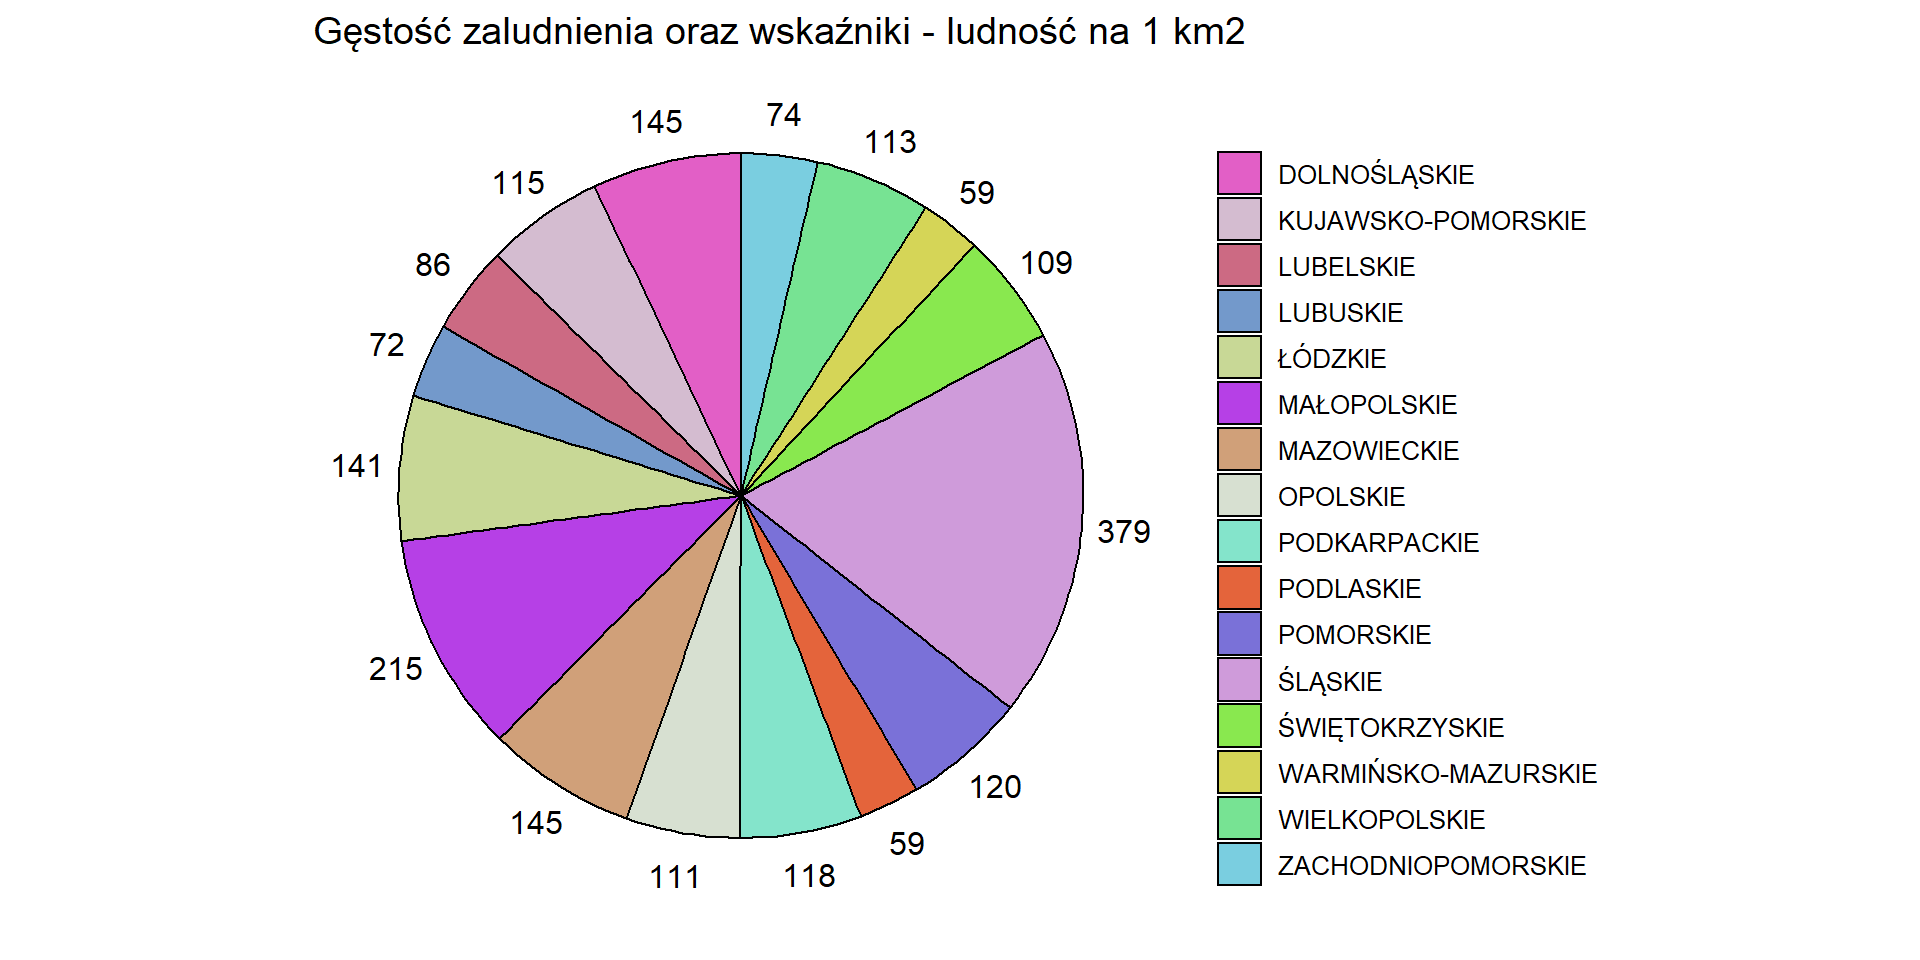 Gęstość zaludnienia oraz wskaźniki - ludność na 1 km2
145
74
113
115
59
86
109
72
141
379
215
120
145
59
111
118
DOLNOŚLĄSKIE
KUJAWSKO-POMORSKIE
LUBELSKIE
LUBUSKIE
ŁÓDZKIE
MAŁOPOLSKIE
MAZOWIECKIE
OPOLSKIE
PODKARPACKIE
PODLASKIE
POMORSKIE
ŚLĄSKIE
ŚWIĘTOKRZYSKIE
WARMIŃSKO-MAZURSKIE
WIELKOPOLSKIE
ZACHODNIOPOMORSKIE